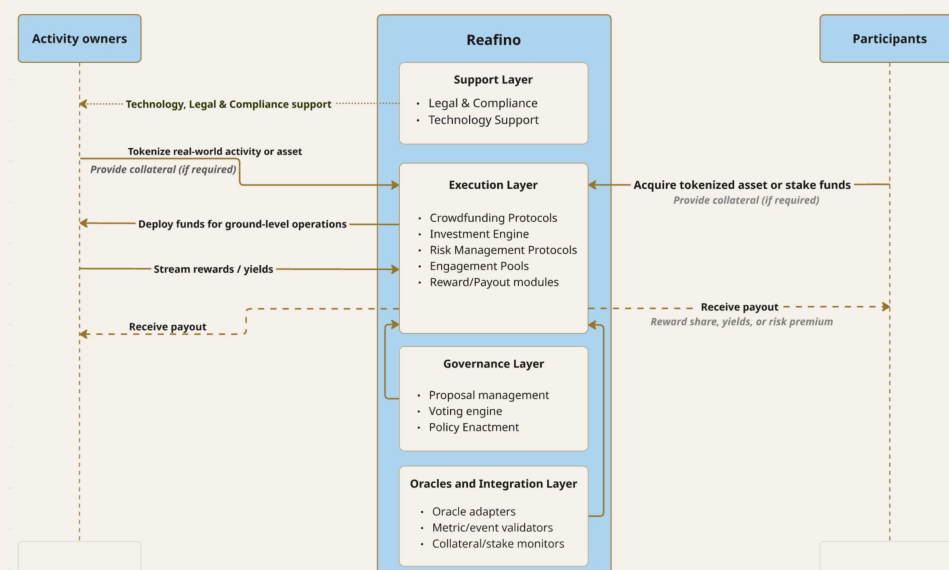 Activity owners
Reafino
Participants
Support Layer
• Legal & Compliance
• Technology Support
Technology, Legal & Compliance support
Tokenize real-world activity or asset
Provide collateral (if required)
Execution Layer
• Crowdfunding Protocols
• Investment Engine
• Risk Management Protocols
• Engagement Pools
• Reward/Payout modules
Acquire tokenized asset or stake funds
Provide collateral (if required)
Deploy funds for ground-level operations
Stream rewards / yields
Receive payout
Receive payout
Reward share, yields, or risk premium
Governance Layer
• Proposal management
• Voting engine
• Policy Enactment
Oracles and Integration Layer
• Oracle adapters
• Metric/event validators
• Collateral/stake monitors